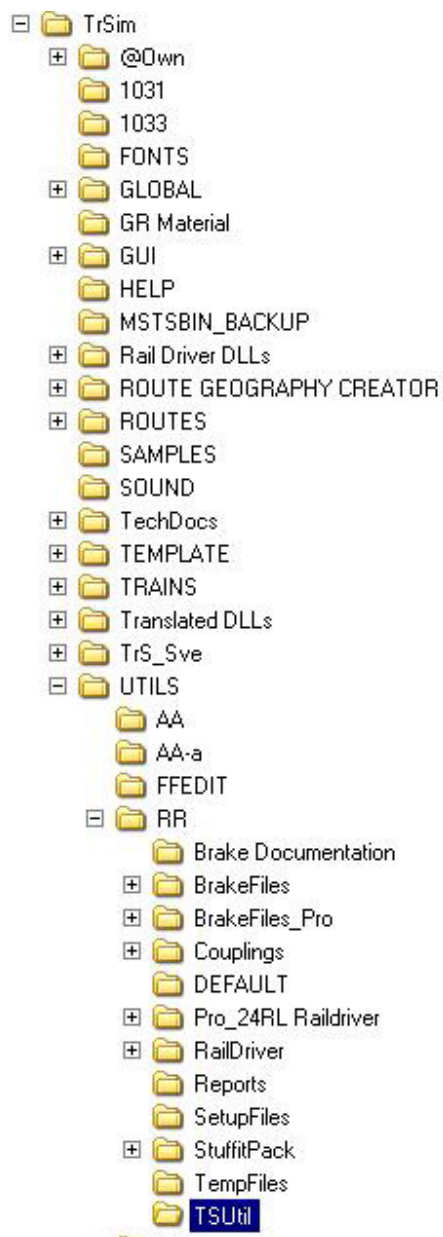 TrSim
@Own
1031
1033
FONTS
GLOBAL
GR Material
GUI
HELP
MSTSBIN_BACKUP
Rail Driver DLLs
ROUTE GEOGRAPHY CREATOR
ROUTES
SAMPLES
SOUND
TechDocs
TEMPLATE
TRAINS
Translated DLLs
TrS_Sve
UTILS
AA
AA-a
FFEDIT
RR
Brake Documentation
BrakeFiles
BrakeFiles_Pro
Couplings
DEFAULT
Pro_24RL Raildriver
RailDriver
Reports
SetupFiles
StuffitPack
TempFiles
TSUtil